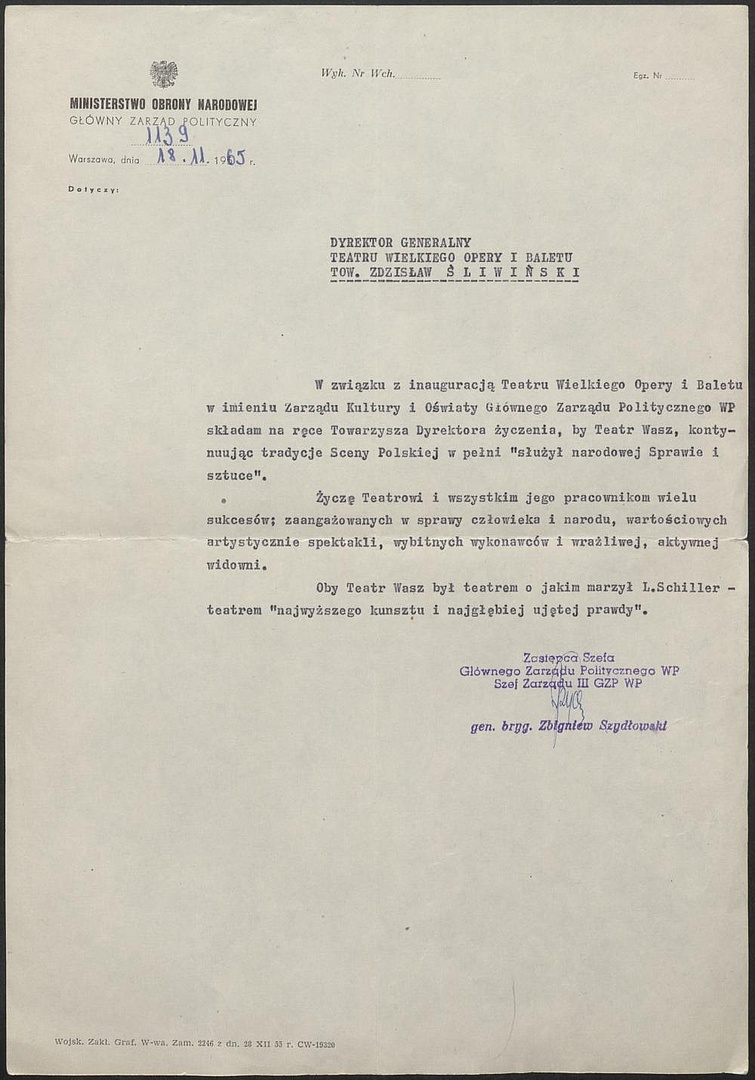 Wyk. Nr Wch. ............
Egz. Nr .........
MINISTERSTWO OBRONY NARODOWEJ
GŁÓWNY ZARZĄD POLITYCZNY
1139
Warszawa, dnia 18.11.1965 r.
Dotyczy:
DYREKTOR GENERALNY
TEATRU WIELKIEGO OPERY I BALETU
TOW. ZDZISŁAW Ś L I W I Ń S K I
W związku z inauguracją Teatru Wielkiego Opery i Baletu
w imieniu Zarządu Kultury i Oświaty Głównego Zarządu Politycznego WP
składam na ręce Towarzysza Dyrektora życzenia, by Teatr Wasz, konty-
nuując tradycje Sceny Polskiej w pełni "służył narodowej Sprawie i
sztuce".
Życzę Teatrowi i wszystkim jego pracownikom wielu
sukcesów; zaangażowanych w sprawy człowieka i narodu, wartościowych
artystycznie spektakli, wybitnych wykonawców i wrażliwej, aktywnej
widowni.
Oby Teatr Wasz był teatrem o jakim marzył L.Schiller -
teatrem "najwyższego kunsztu i najgłębiej ujętej prawdy".
Zastępca Szefa
Głównego Zarządu Politycznego WP
Szef Zarządu III GZP WP
gen. bryg. Zbigniew Szydłowski
Wojsk. Zakł. Graf. W-wa. Zam. 2246 z dn. 28 XII 55 r. CW-19320